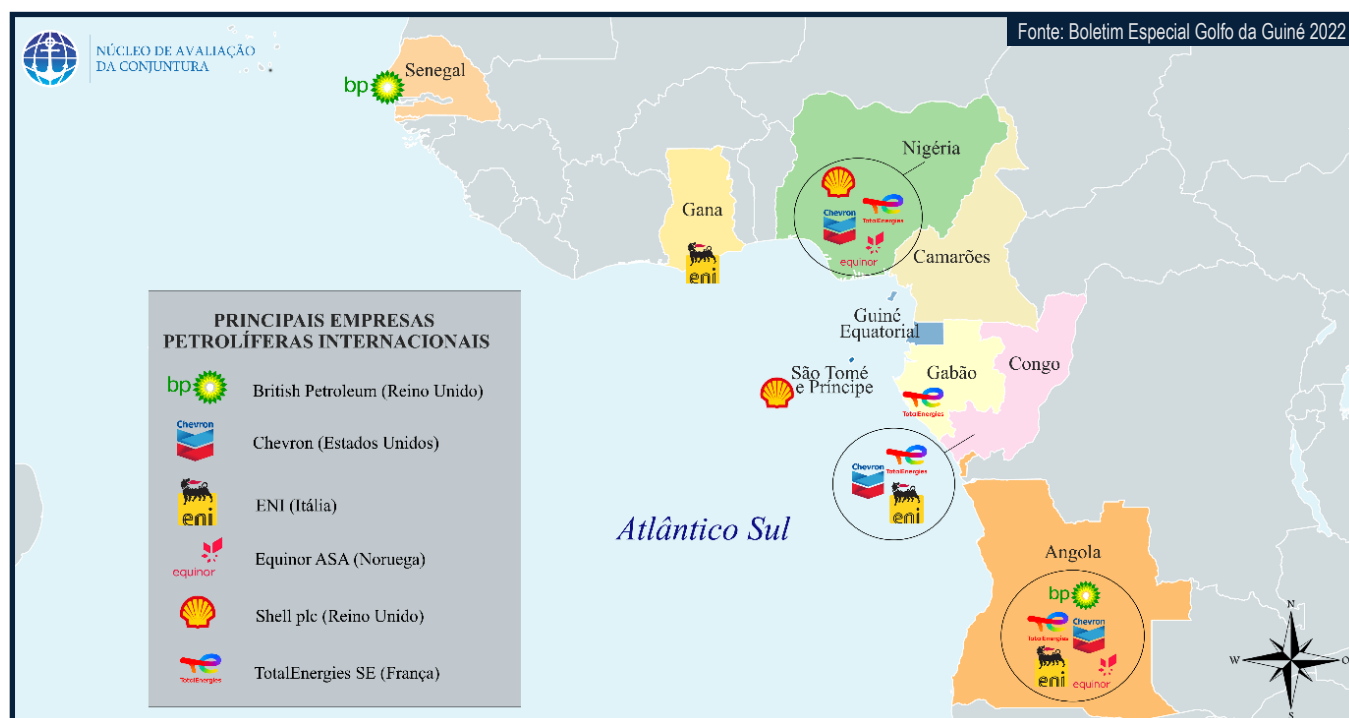 Fonte: Boletim Especial Golfo da Guiné 2022
NÚCLEO DE AVALIAÇÃO
DA CONJUNTURA
bp
Senegal
Nigéria
Chevron
TotalEnergies
equinor
Gana
eni
Camarões
Guiné
Equatorial
São Tomé
e Príncipe
Gabão
Congo
TotalEnergies
Chevron
TotalEnergies
eni
Atlântico Sul
Angola
bp
TotalEnergies
Chevron
eni
equinor
PRINCIPAIS EMPRESAS
PETROLÍFERAS INTERNACIONAIS
bp
British Petroleum (Reino Unido)
Chevron
Chevron (Estados Unidos)
eni
ENI (Itália)
equinor
Equinor ASA (Noruega)
Shell plc (Reino Unido)
TotalEnergies
TotalEnergies SE (França)
N
W
O
S